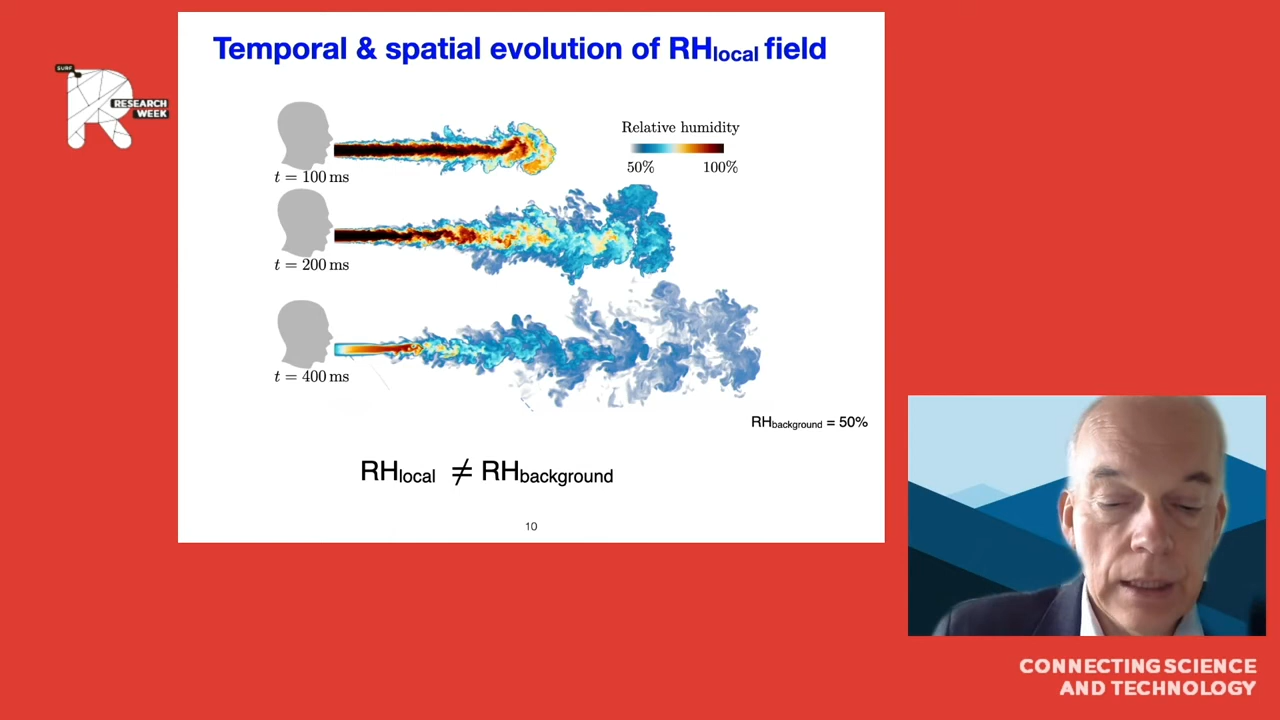 Temporal & spatial evolution of RHlocal field
SURF
RESEARCH
WEEK
Relative humidity
50% 100%
t = 100 ms
t = 200 ms
t = 400 ms
RHbackground = 50%
RHlocal ≠ RHbackground
10
CONNECTING SCIENCE
AND TECHNOLOGY